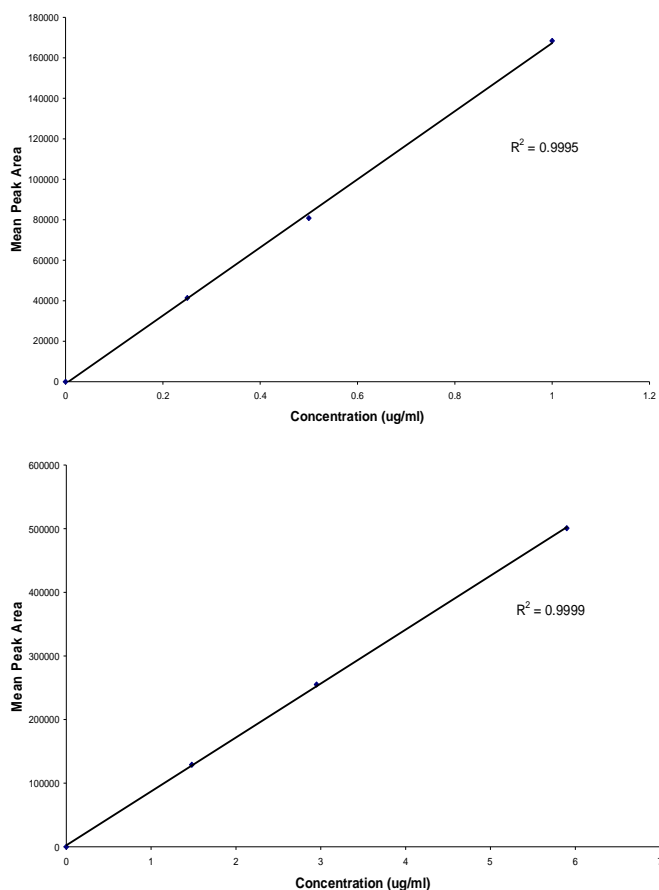 180000
160000
140000
120000
100000
80000
60000
40000
20000
0
Mean Peak Area
R² = 0.9995
0 0.2 0.4 0.6 0.8 1 1.2
Concentration (ug/ml)
600000
500000
400000
300000
200000
100000
0
Mean Peak Area
R² = 0.9999
0 1 2 3 4 5 6 7
Concentration (ug/ml)